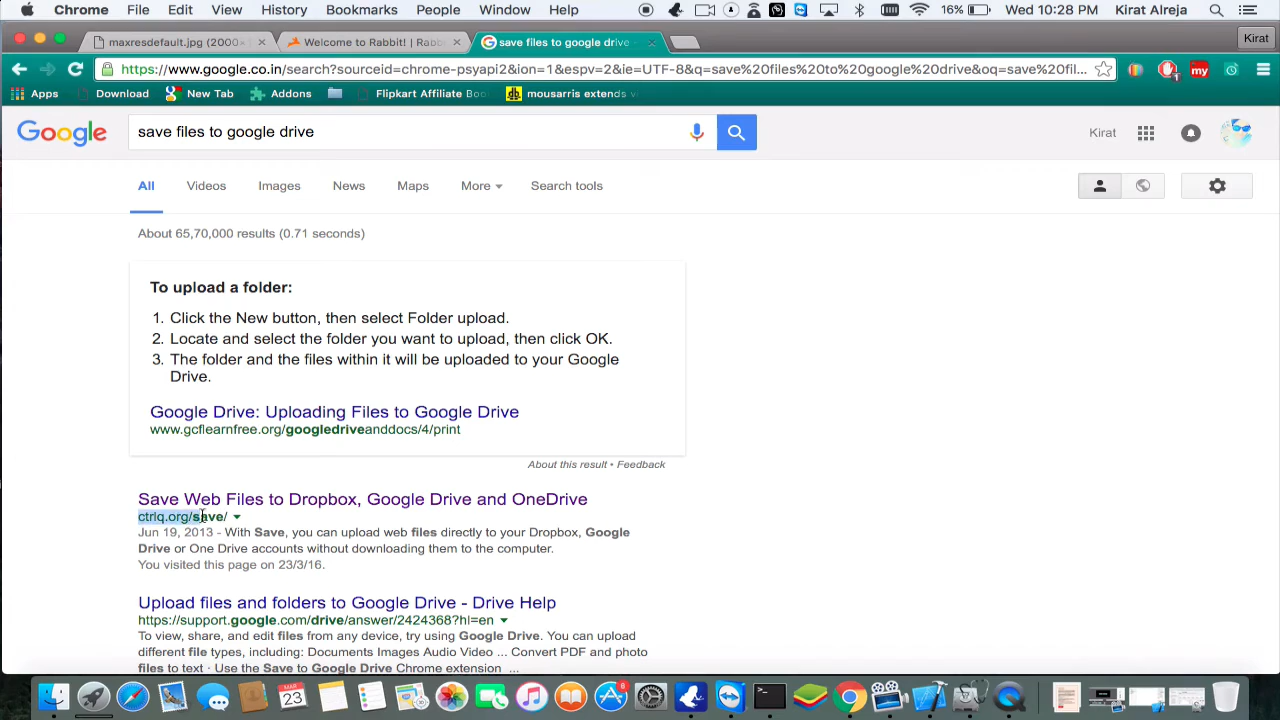 Chrome File Edit View History Bookmarks People Window Help 16% Wed 10:28 PM Kirat Alreja
maxresdefault.jpg (2000× Welcome to Rabbit! | Rabb save files to google drive Kirat
https://www.google.co.in/search?sourceid=chrome-psyapi2&ion=1&espv=2&ie=UTF-8&q=save%20files%20to%20google%20drive&oq=save%20fil... my 1
Apps Download New Tab Addons Flipkart Affiliate Boo mousarris extends v
Google save files to google drive Kirat
All Videos Images News Maps More Search tools
About 65,70,000 results (0.71 seconds)
To upload a folder:
1. Click the New button, then select Folder upload.
2. Locate and select the folder you want to upload, then click OK.
3. The folder and the files within it will be uploaded to your Google
Drive.
Google Drive: Uploading Files to Google Drive
www.gcflearnfree.org/googledriveanddocs/4/print
About this result • Feedback
Save Web Files to Dropbox, Google Drive and OneDrive
ctrlq.org/save/
Jun 19, 2013 - With Save, you can upload web files directly to your Dropbox, Google
Drive or One Drive accounts without downloading them to the computer.
You visited this page on 23/3/16.
Upload files and folders to Google Drive - Drive Help
https://support.google.com/drive/answer/2424368?hl=en
To view, share, and edit files from any device, try using Google Drive. You can upload
different file types, including: Documents Images Audio Video ... Convert PDF and photo
files to text · Use the Save to Google Drive Chrome extension ...
23 6